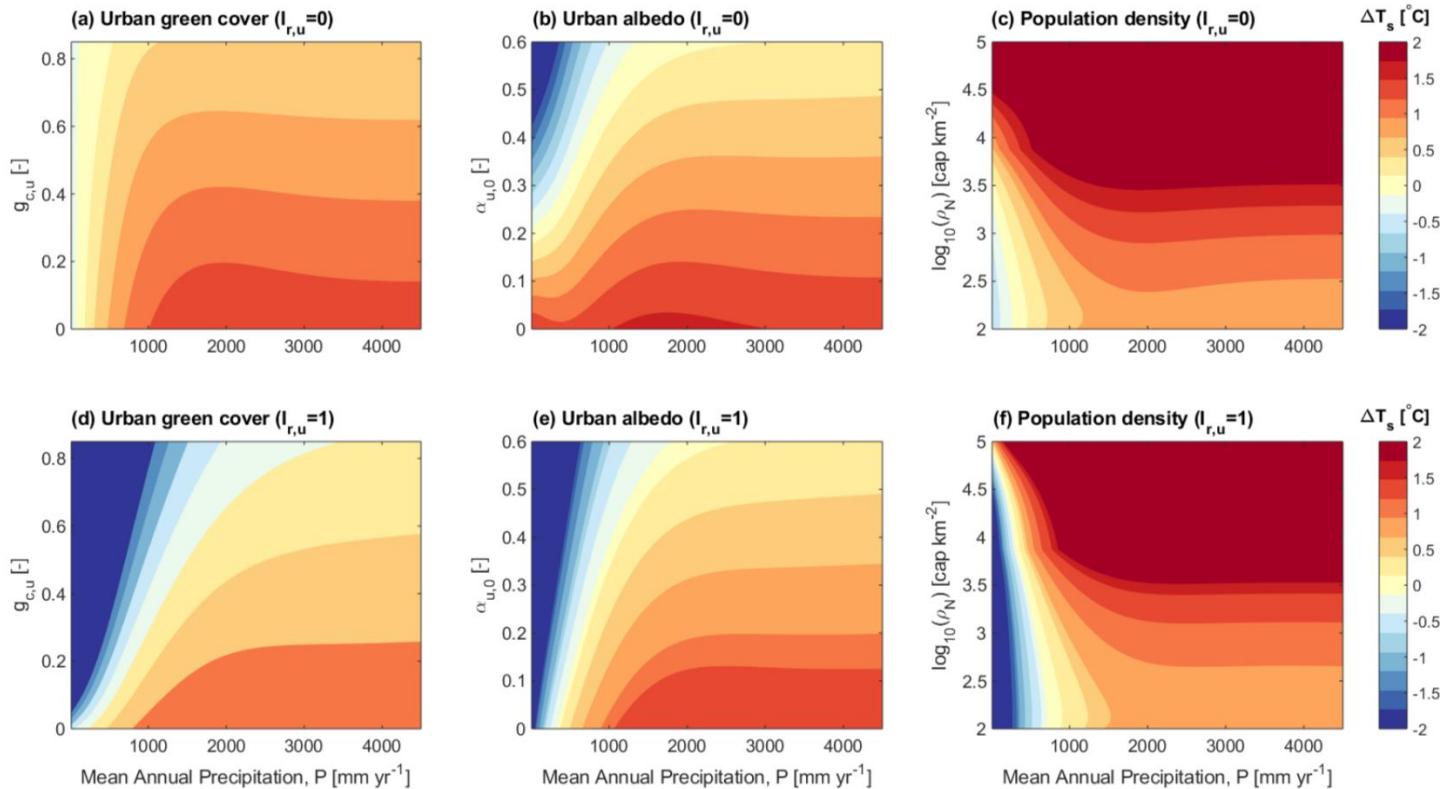 (a) Urban green cover (I_r,u=0)
(b) Urban albedo (I_r,u=0)
(c) Population density (I_r,u=0)
ΔT_s [°C]
0.8
0.6
0.4
0.2
0
g_c,u [-]
1000 2000 3000 4000
0.6
0.5
0.4
0.3
0.2
0.1
0
α_u,0 [-]
1000 2000 3000 4000
5
4.5
4
3.5
3
2.5
2
log_10(ρ_N) [cap km^-2]
1000 2000 3000 4000
2
1.5
1
0.5
0
-0.5
-1
-1.5
-2
(d) Urban green cover (I_r,u=1)
(e) Urban albedo (I_r,u=1)
(f) Population density (I_r,u=1)
ΔT_s [°C]
0.8
0.6
0.4
0.2
0
g_c,u [-]
1000 2000 3000 4000
Mean Annual Precipitation, P [mm yr^-1]
0.6
0.5
0.4
0.3
0.2
0.1
0
α_u,0 [-]
1000 2000 3000 4000
Mean Annual Precipitation, P [mm yr^-1]
5
4.5
4
3.5
3
2.5
2
log_10(ρ_N) [cap km^-2]
1000 2000 3000 4000
Mean Annual Precipitation, P [mm yr^-1]
2
1.5
1
0.5
0
-0.5
-1
-1.5
-2